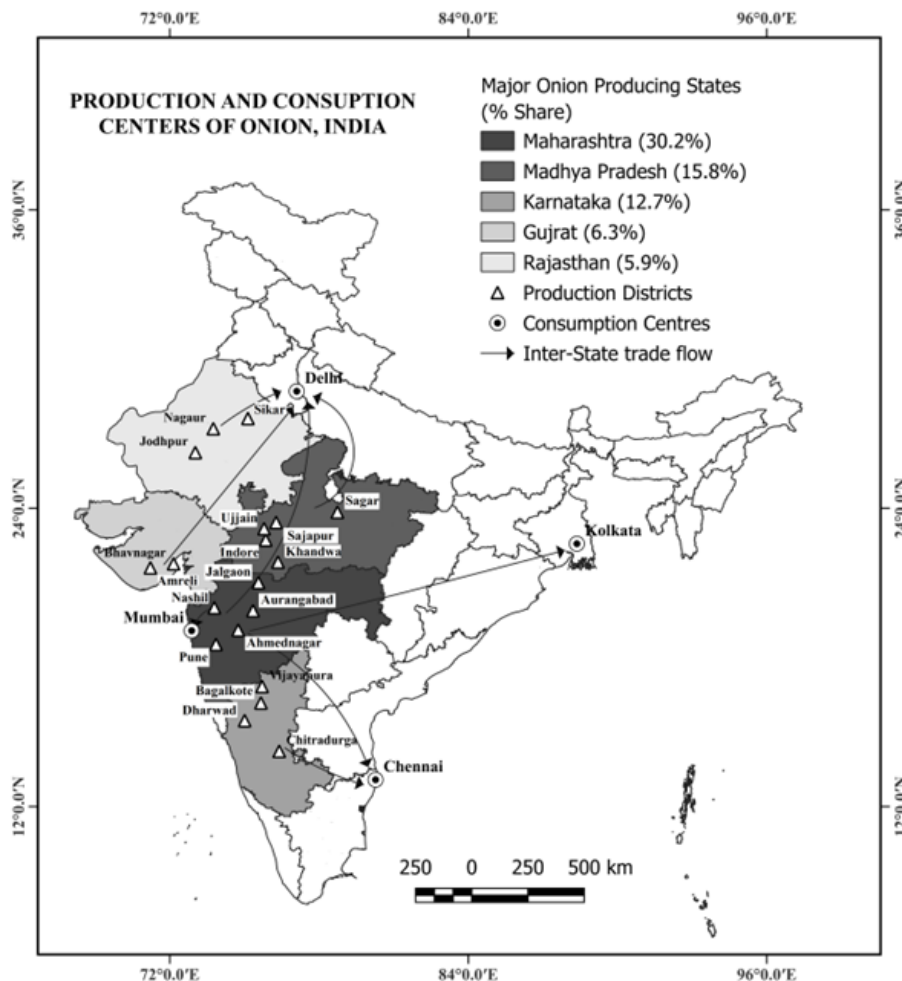 72°0.0'E 84°0.0'E 96°0.0'E
PRODUCTION AND CONSUPTION
CENTERS OF ONION, INDIA
Major Onion Producing States
(% Share)
Maharashtra (30.2%)
Madhya Pradesh (15.8%)
Karnataka (12.7%)
Gujrat (6.3%)
Rajasthan (5.9%)
Production Districts
Consumption Centres
Inter-State trade flow
36°0.0'N 36°0.0'N
Delhi
Sikar
Nagaur
Jodhpur
24°0.0'N 24°0.0'N
Sagar
Ujjain
Sajapur
Kolkata
Indore
Khandwa
Bhavnagar
Jalgaon
Amreli
Nashil
Aurangabad
Mumbai
Ahmednagar
Pune
Vijayapura
Bagalkote
Dharwad
Chitradurga
Chennai
12°0.0'N 12°0.0'N
250 0 250 500 km
72°0.0'E 84°0.0'E 96°0.0'E